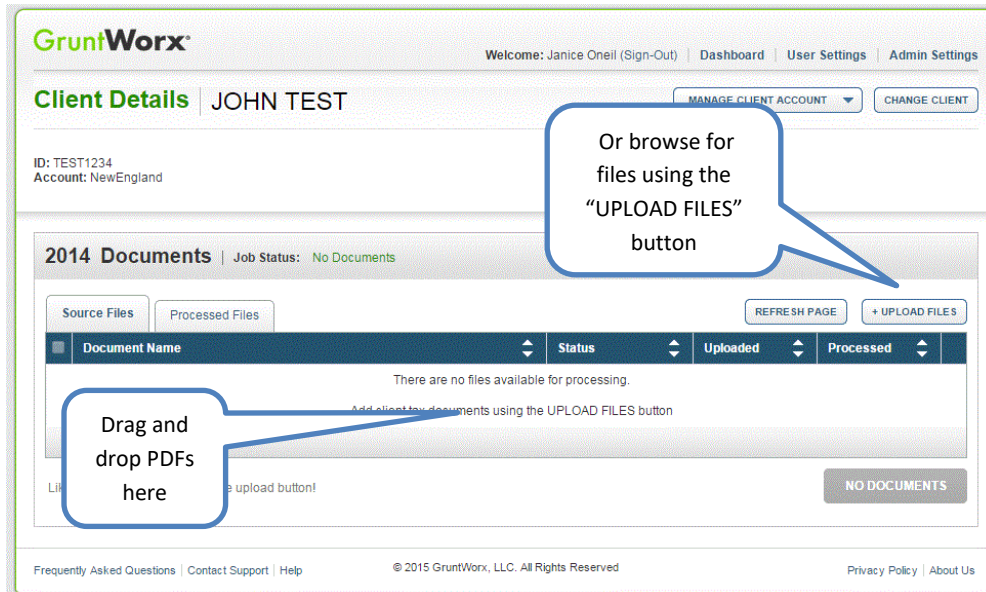 GruntWorx
Welcome: Janice Oneil (Sign-Out) | Dashboard | User Settings | Admin Settings
Client Details | JOHN TEST
MANAGE CLIENT ACCOUNT
CHANGE CLIENT
ID: TEST1234
Account: NewEngland
Or browse for
files using the
“UPLOAD FILES”
button
2014 Documents | Job Status: No Documents
Source Files
Processed Files
REFRESH PAGE
+ UPLOAD FILES
Document Name
Status
Uploaded
Processed
There are no files available for processing.
Add client tax documents using the UPLOAD FILES button
Drag and
drop PDFs
here
upload button!
NO DOCUMENTS
Frequently Asked Questions | Contact Support | Help
© 2015 GruntWorx, LLC. All Rights Reserved
Privacy Policy | About Us